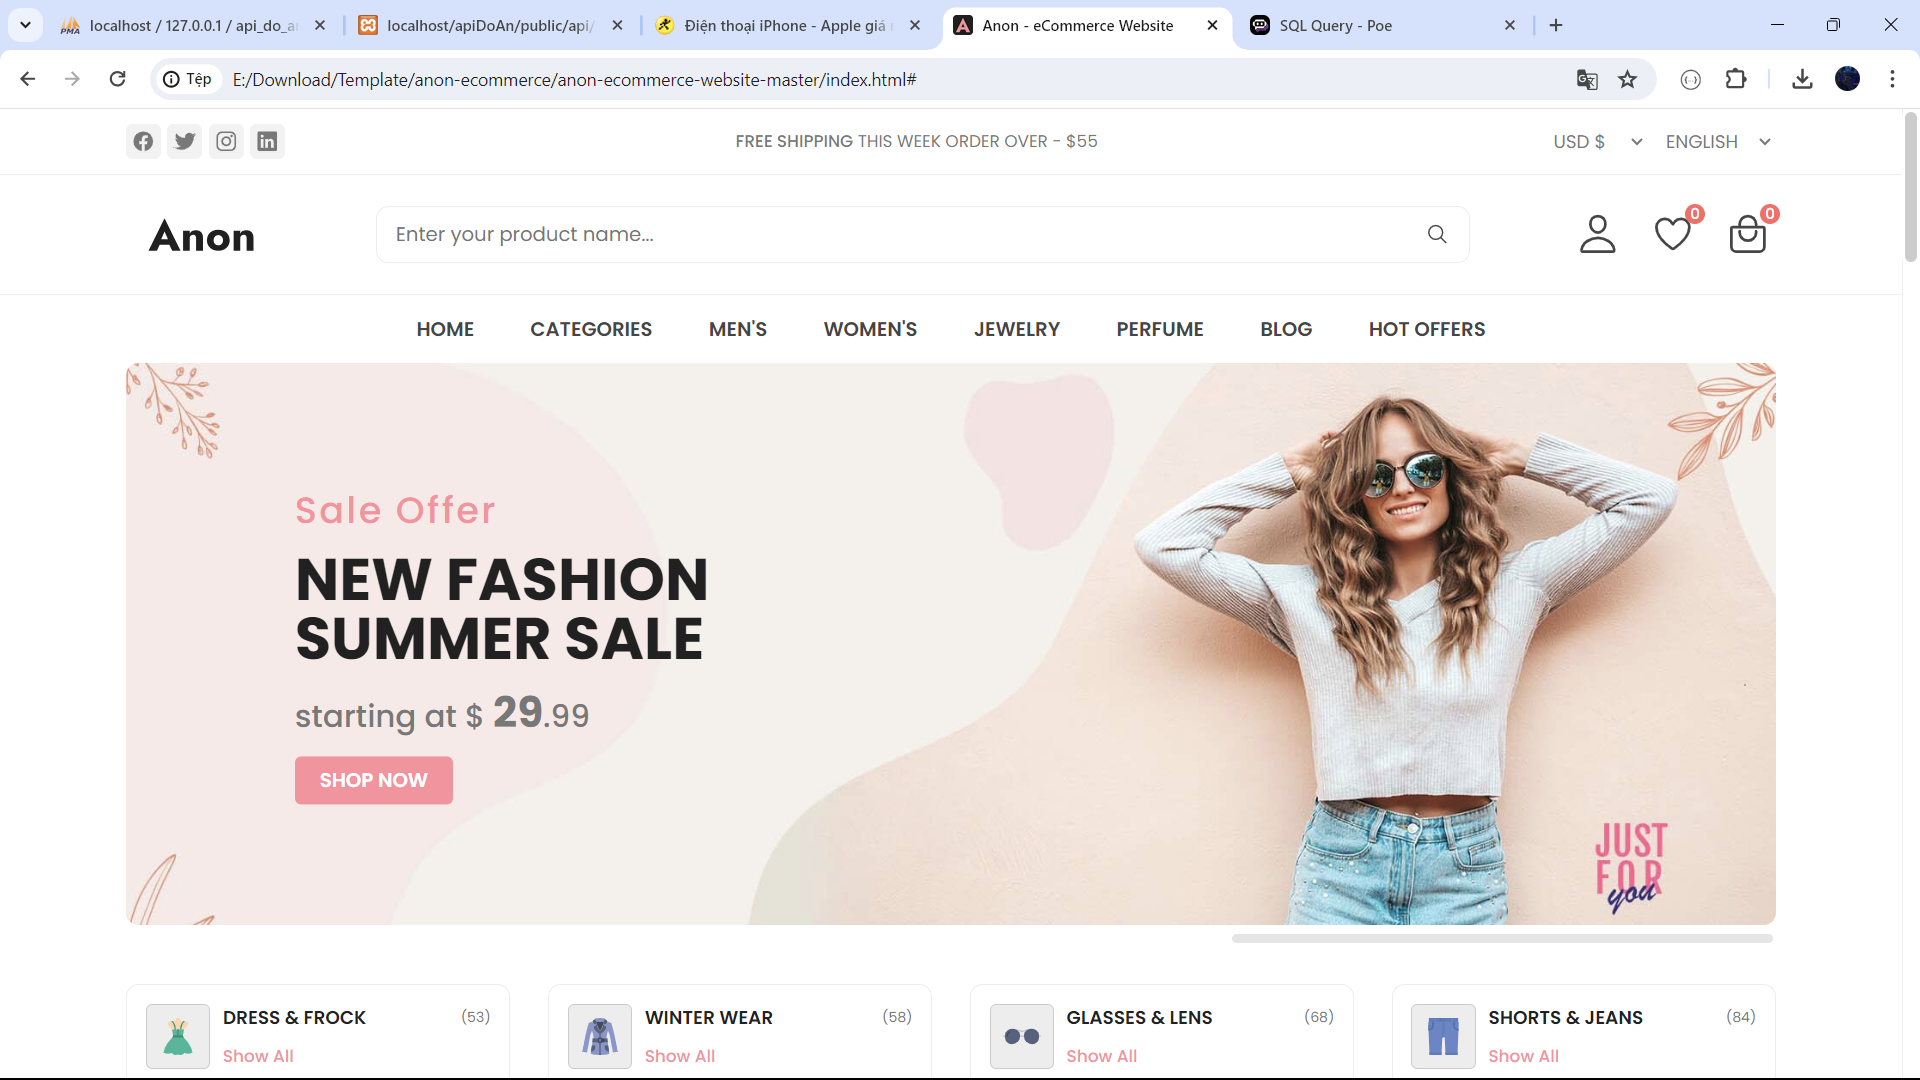 localhost / 127.0.0.1 / api_do_a
localhost/apiDoAn/public/api/
Điện thoại iPhone - Apple giá
Anon - eCommerce Website
SQL Query - Poe
Tệp
E:/Download/Template/anon-ecommerce/anon-ecommerce-website-master/index.html#
FREE SHIPPING THIS WEEK ORDER OVER - $55
USD $
ENGLISH
Anon
Enter your product name...
0
0
HOME
CATEGORIES
MEN'S
WOMEN'S
JEWELRY
PERFUME
BLOG
HOT OFFERS
Sale Offer
NEW FASHION
SUMMER SALE
starting at $ 29.99
SHOP NOW
JUST
FOR
you
DRESS & FROCK
(53)
Show All
WINTER WEAR
(58)
Show All
GLASSES & LENS
(68)
Show All
SHORTS & JEANS
(84)
Show All